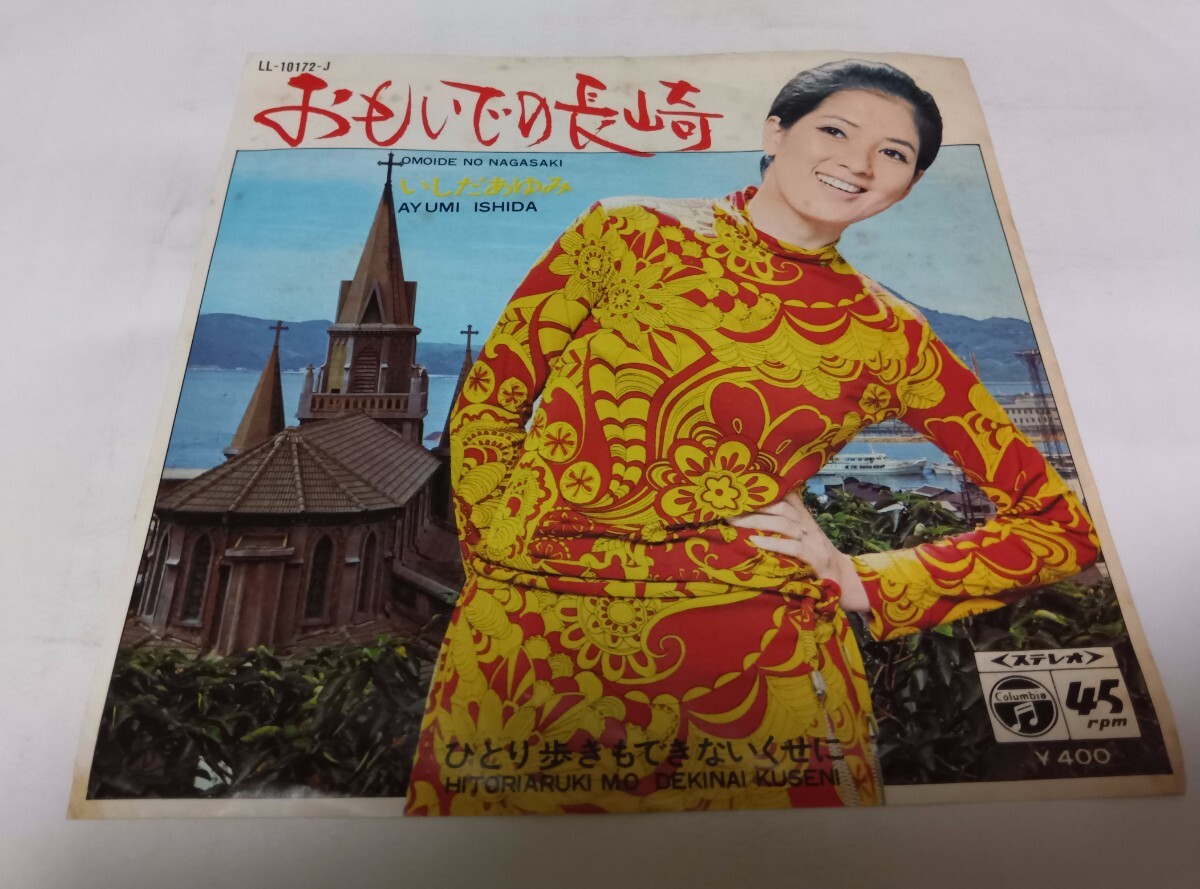 LL-10172-J
おもいでの長崎
OMOIDE NO NAGASAKI
いしだあゆみ
AYUMI ISHIDA
<ステレオ>
Columbia
45
rpm
¥400
ひとり歩きもできないくせに
HITORIARUKI MO DEKINAI KUSENI